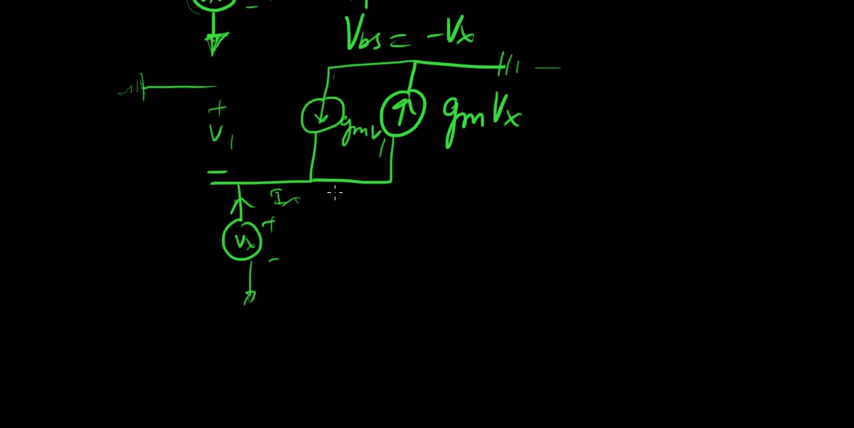 Vbs = -Vx
+
V1
-
gmV1
gmVx
Ix
Vx
+
-